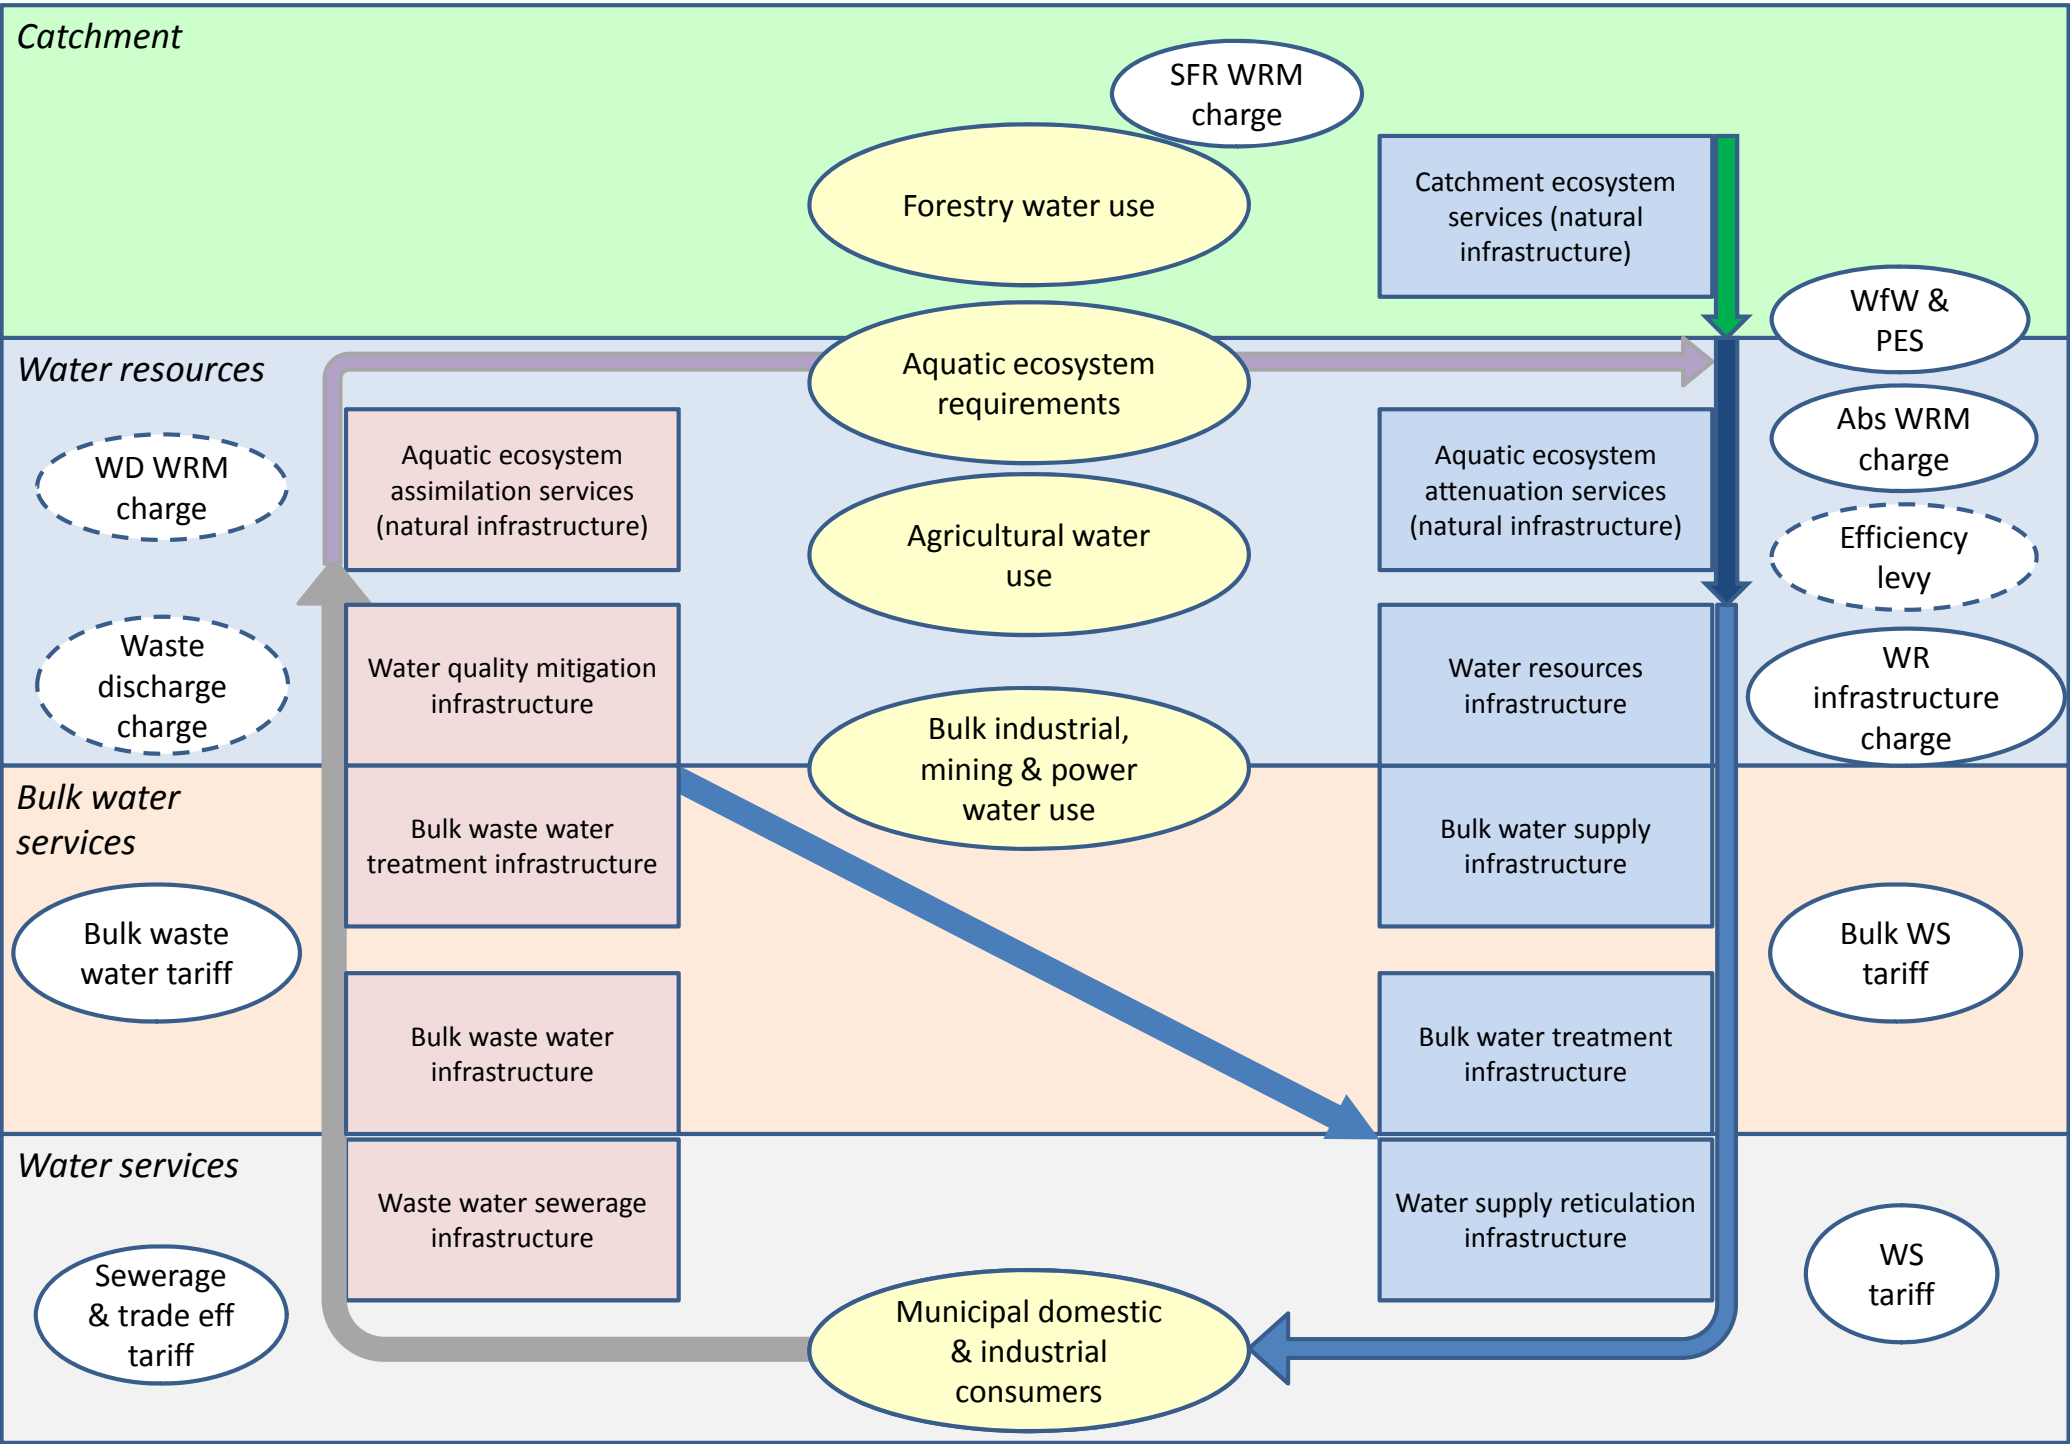 Catchment
SFR WRM
charge
Forestry water use
Catchment ecosystem
services (natural
infrastructure)
WfW &
PES
Water resources
Aquatic ecosystem
requirements
WD WRM
charge
Aquatic ecosystem
assimilation services
(natural infrastructure)
Aquatic ecosystem
attenuation services
(natural infrastructure)
Abs WRM
charge
Agricultural water
use
Efficiency
levy
Waste
discharge
charge
Water quality mitigation
infrastructure
Bulk industrial,
mining & power
water use
Water resources
infrastructure
WR
infrastructure
charge
Bulk water
services
Bulk waste water
treatment infrastructure
Bulk water supply
infrastructure
Bulk waste
water tariff
Bulk WS
tariff
Bulk waste water
infrastructure
Bulk water treatment
infrastructure
Water services
Waste water sewerage
infrastructure
Water supply reticulation
infrastructure
Sewerage
& trade eff
tariff
Municipal domestic
& industrial
consumers
WS
tariff